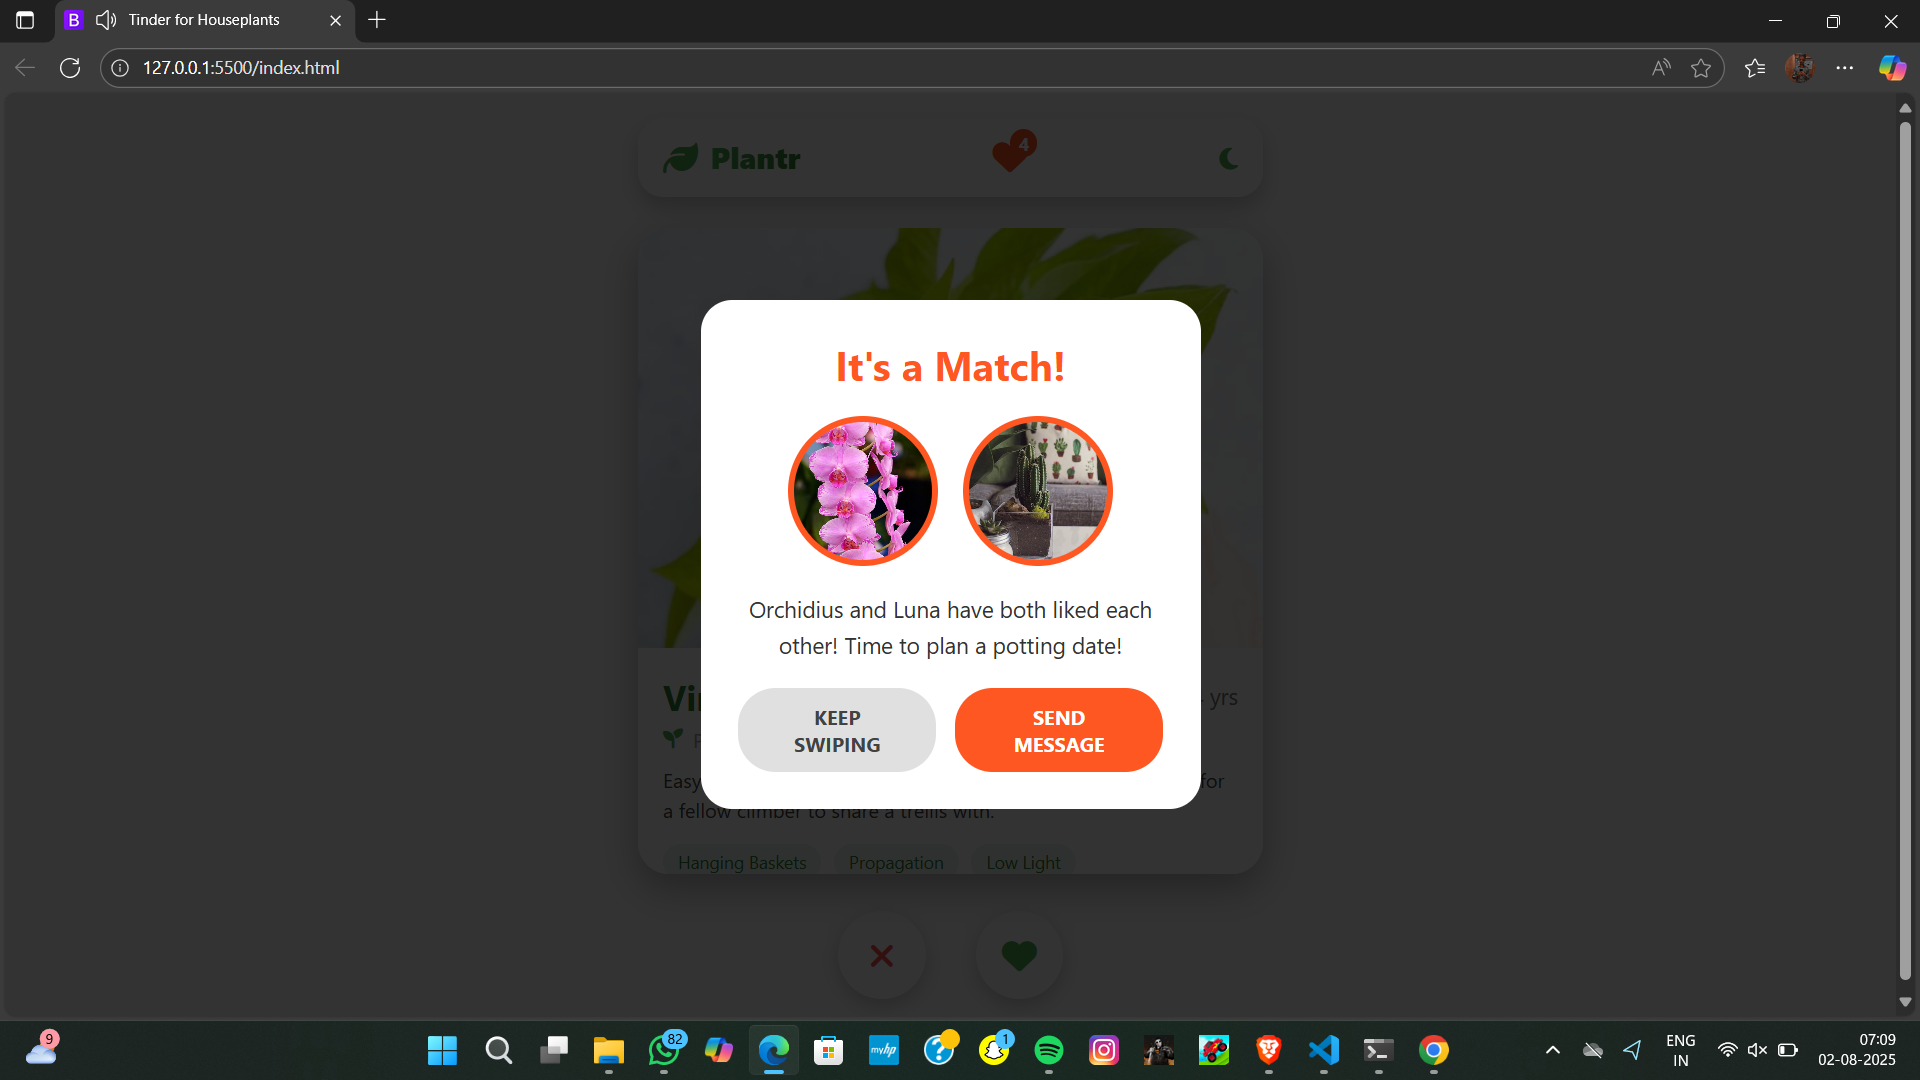 B
Tinder for Houseplants
127.0.0.1:5500/index.html
Plantr
4
It's a Match!
Orchidius and Luna have both liked each
other! Time to plan a potting date!
KEEP
SWIPING
SEND
MESSAGE
yrs
Easy
for
a fellow climber to share a trellis with.
Hanging Baskets
Propagation
Low Light
9
82
myhp
1
ENG
IN
07:09
02-08-2025